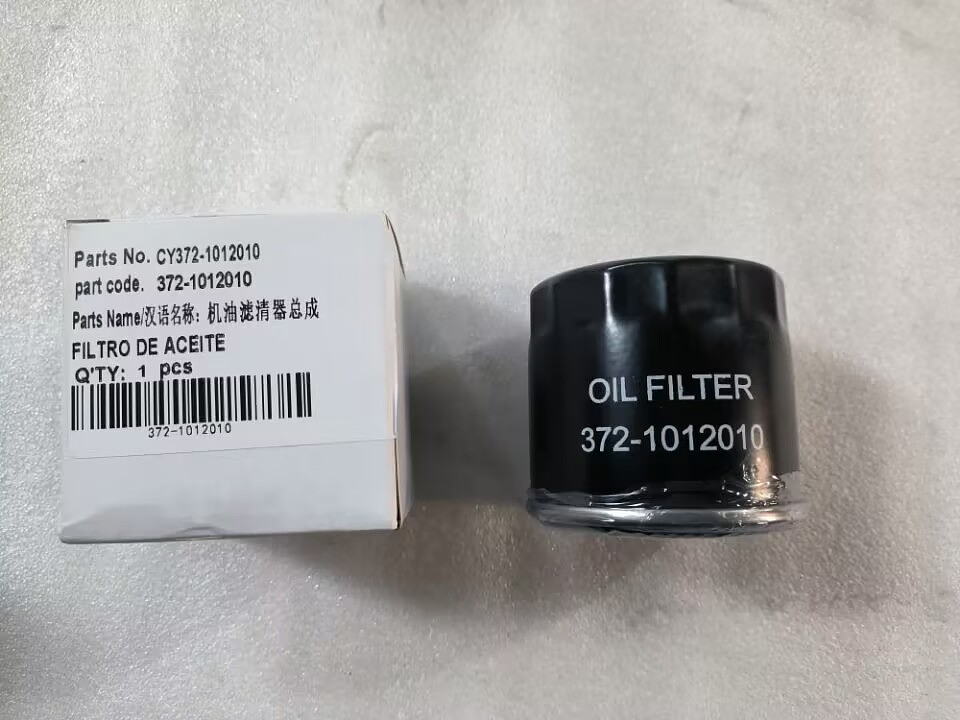 Parts No. CY372-1012010
part code. 372-1012010
Parts Name/汉语名称: 机油滤清器总成
FILTRO DE ACEITE
Q'TY: 1 pcs
372-1012010
OIL FILTER
372-1012010